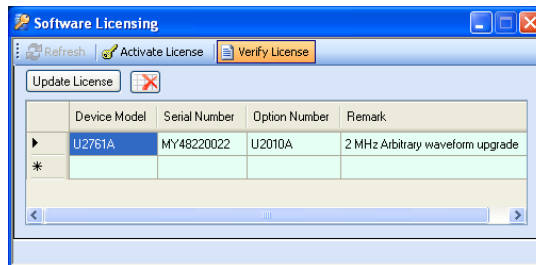 Software Licensing
Refresh Activate License Verify License
Update License
Device Model Serial Number Option Number Remark
U2761A MY48220022 U2010A 2 MHz Arbitrary waveform upgrade